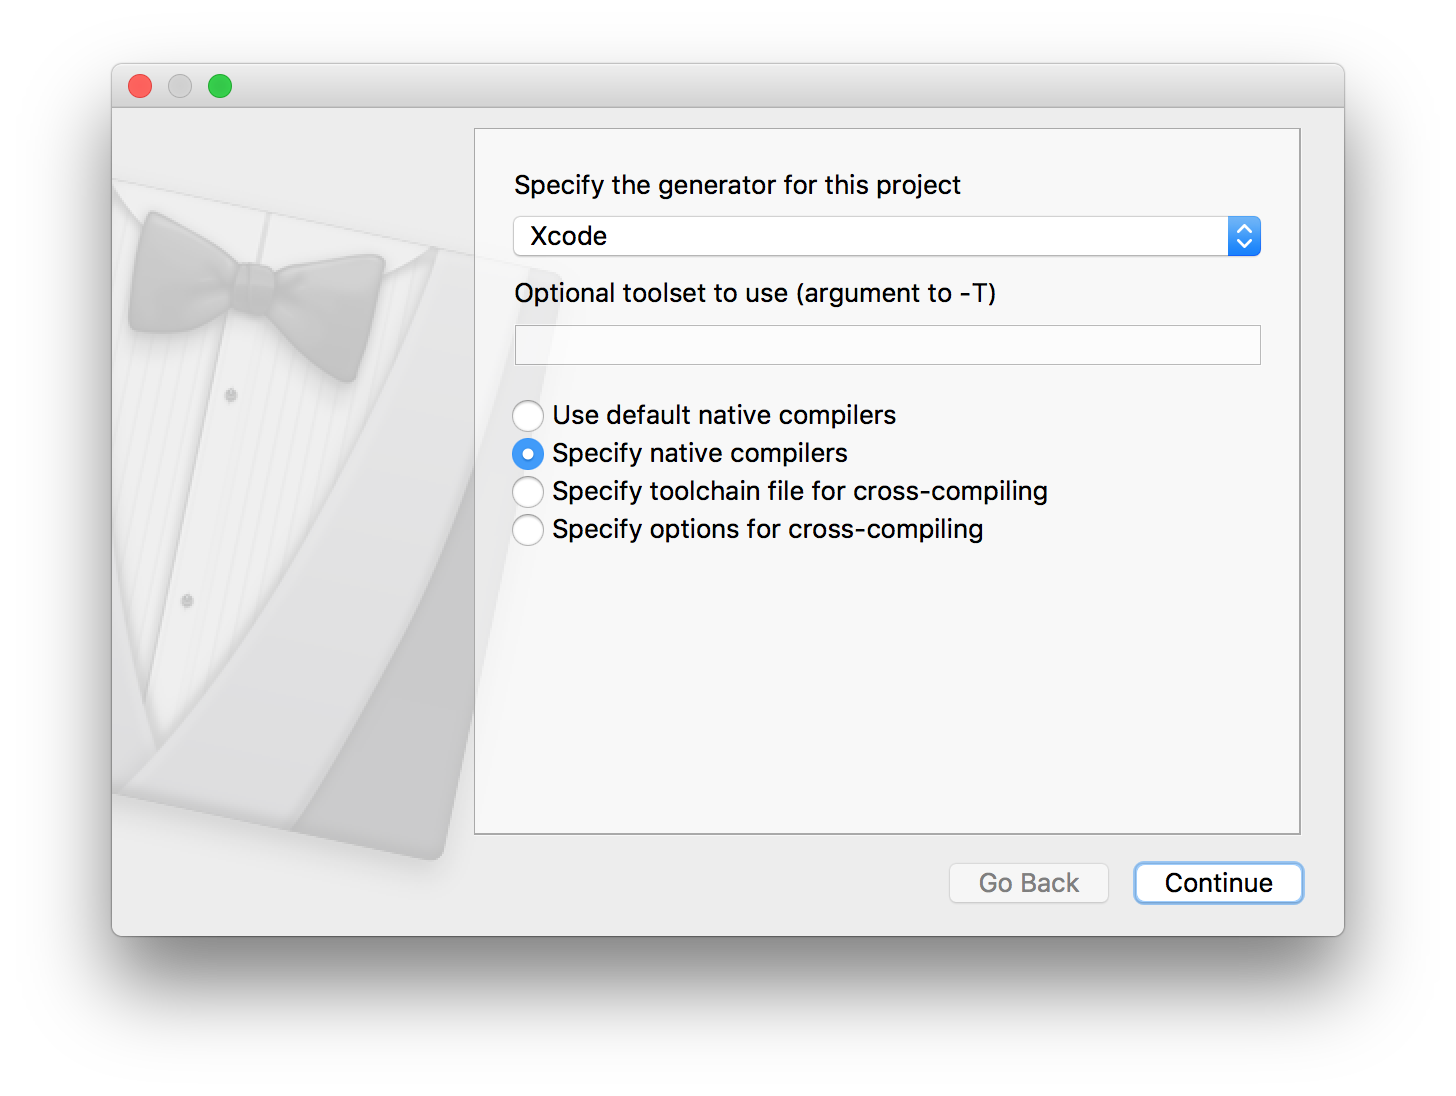 Specify the generator for this project
Xcode
Optional toolset to use (argument to -T)
Use default native compilers
Specify native compilers
Specify toolchain file for cross-compiling
Specify options for cross-compiling
Go Back
Continue